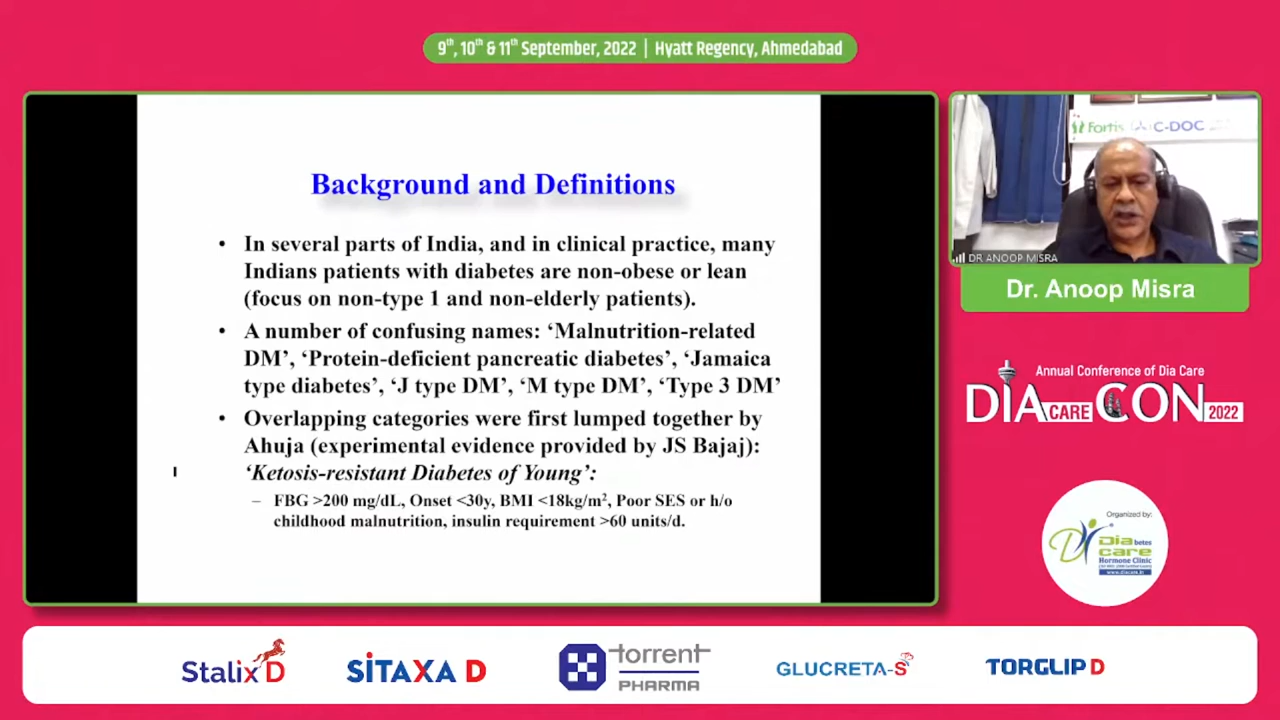 9th, 10th & 11th September, 2022 | Hyatt Regency, Ahmedabad
Background and Definitions
• In several parts of India, and in clinical practice, many
Indians patients with diabetes are non-obese or lean
(focus on non-type 1 and non-elderly patients).
• A number of confusing names: ‘Malnutrition-related
DM’, ‘Protein-deficient pancreatic diabetes’, ‘Jamaica
type diabetes’, ‘J type DM’, ‘M type DM’, ‘Type 3 DM’
• Overlapping categories were first lumped together by
Ahuja (experimental evidence provided by JS Bajaj):
‘Ketosis-resistant Diabetes of Young’:
– FBG >200 mg/dL, Onset <30y, BMI <18kg/m², Poor SES or h/o
childhood malnutrition, insulin requirement >60 units/d.
Fortis C-DOC
DR ANOOP MISRA
Dr. Anoop Misra
Annual Conference of Dia Care
DIA CARE CON 2022
Organized by:
Diabetes
care
Hormone Clinic
www.diacare.in
Stalix D
SITAXA D
torrent
PHARMA
GLUCRETA-S
TORGLIP D